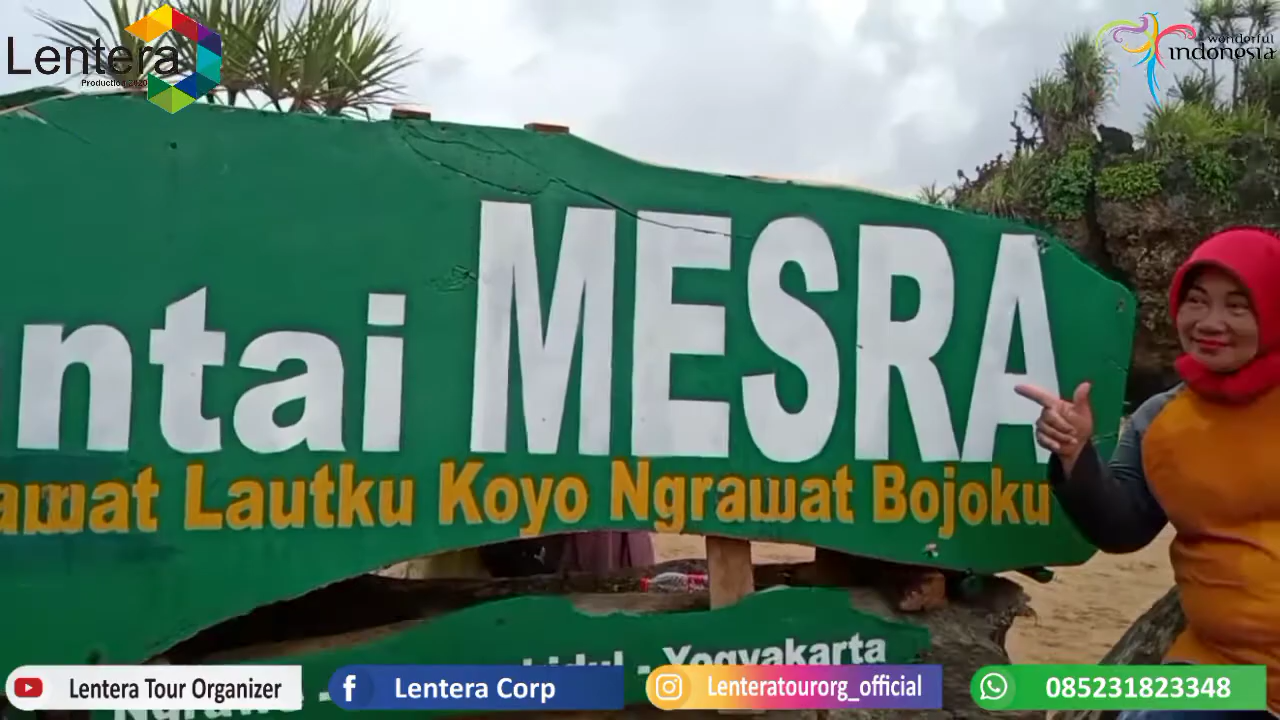 Lentera
Production 2020
wonderful
indonesia
ntai MESRA
awat Lautku Koyo Ngrawat Bojoku
- Yogyakarta
Lentera Tour Organizer
Lentera Corp
Lenteratourorg_official
085231823348